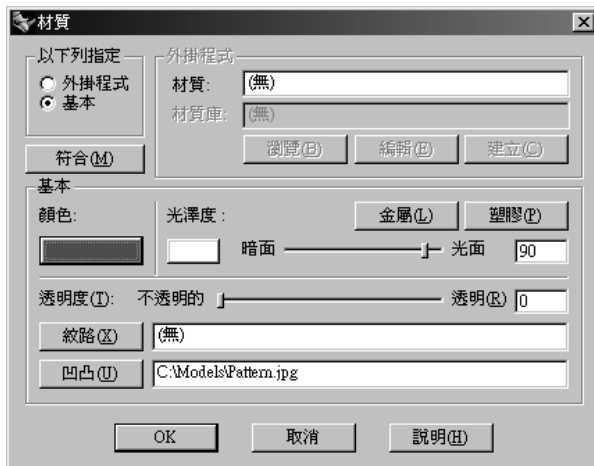 材質
以下列指定
外掛程式
基本
符合(M)
外掛程式
材質: (無)
材質庫: (無)
瀏覽(B) 編輯(E) 建立(C)
基本
顏色: 光澤度: 金屬(L) 塑膠(P)
暗面 光面 90
透明度(T): 不透明的 透明(R) 0
紋路(X) (無)
凹凸(U) C:\Models\Pattern.jpg
OK 取消 說明(H)